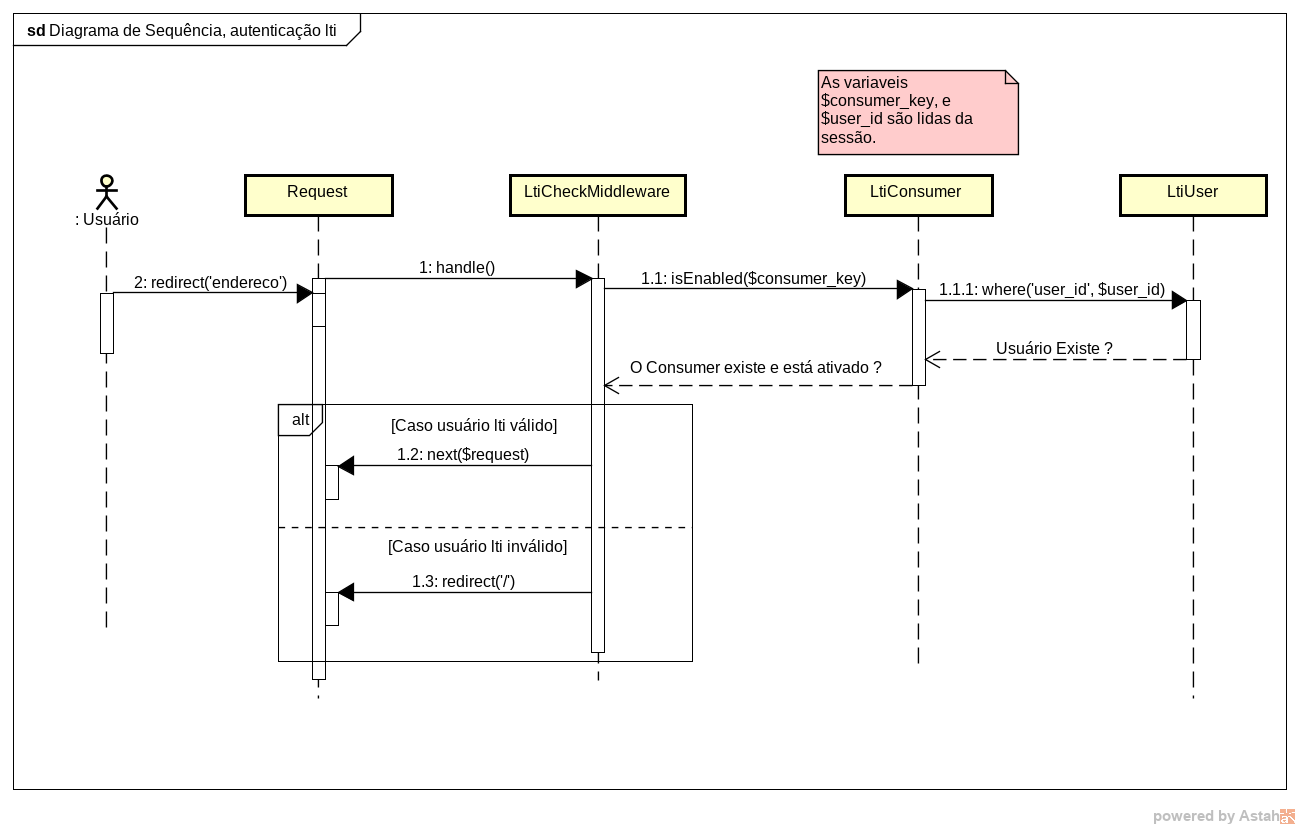 sd Diagrama de Sequência, autenticação lti
As variaveis
$consumer_key, e
$user_id são lidas da
sessão.
: Usuário
Request
LtiCheckMiddleware
LtiConsumer
LtiUser
1: handle()
2: redirect('endereco')
1.1: isEnabled($consumer_key)
1.1.1: where('user_id', $user_id)
Usuário Existe ?
O Consumer existe e está ativado ?
alt
[Caso usuário lti válido]
1.2: next($request)
[Caso usuário lti inválido]
1.3: redirect('/')
powered by Astah